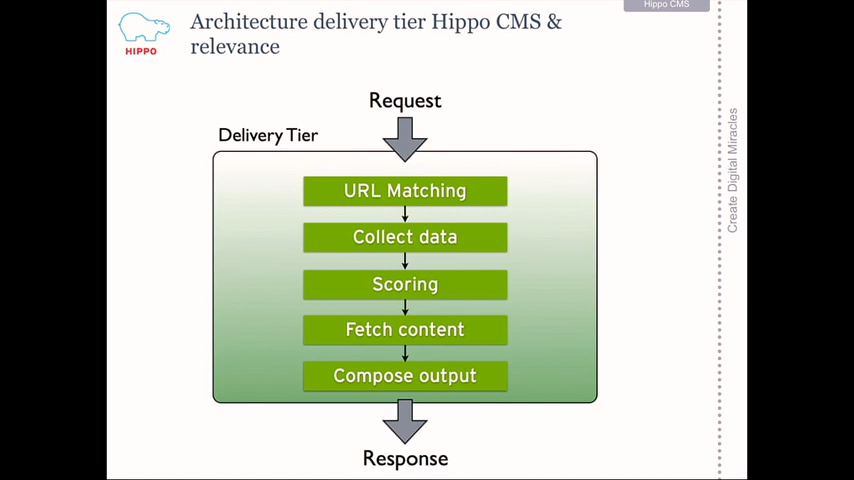 Hippo CMS
Architecture delivery tier Hippo CMS &
relevance
HIPPO
Request
Delivery Tier
URL Matching
Collect data
Scoring
Fetch content
Compose output
Response
Create Digital Miracles